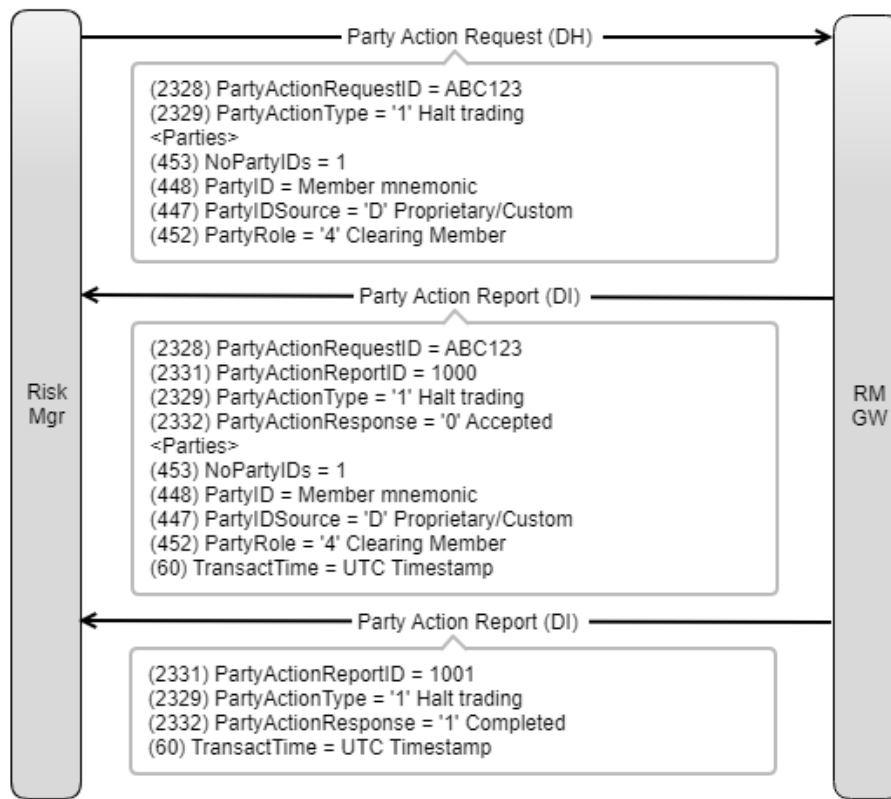 Party Action Request (DH)
(2328) PartyActionRequestID = ABC123
(2329) PartyActionType = '1' Halt trading
<Parties>
(453) NoPartyIDs = 1
(448) PartyID = Member mnemonic
(447) PartyIDSource = 'D' Proprietary/Custom
(452) PartyRole = '4' Clearing Member
Party Action Report (DI)
(2328) PartyActionRequestID = ABC123
(2331) PartyActionReportID = 1000
(2329) PartyActionType = '1' Halt trading
(2332) PartyActionResponse = '0' Accepted
<Parties>
(453) NoPartyIDs = 1
(448) PartyID = Member mnemonic
(447) PartyIDSource = 'D' Proprietary/Custom
(452) PartyRole = '4' Clearing Member
(60) TransactTime = UTC Timestamp
Risk
Mgr
RM
GW
Party Action Report (DI)
(2331) PartyActionReportID = 1001
(2329) PartyActionType = '1' Halt trading
(2332) PartyActionResponse = '1' Completed
(60) TransactTime = UTC Timestamp